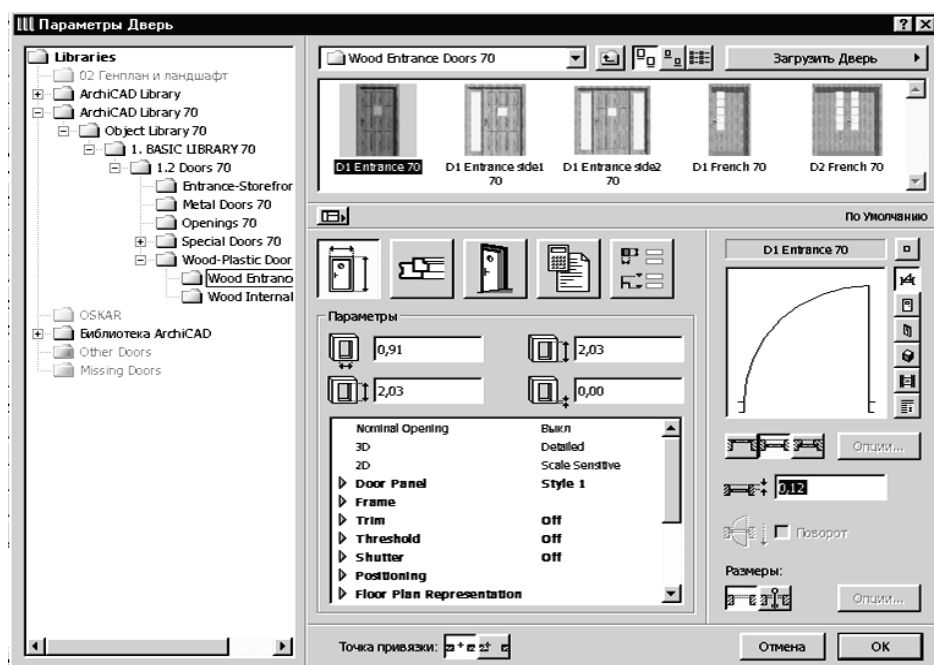 Параметры Дверь
Libraries
02 Генплан и ландшафт
ArchiCAD Library
ArchiCAD Library 70
Object Library 70
1. BASIC LIBRARY 70
1.2 Doors 70
Entrance-Storefror
Metal Doors 70
Openings 70
Special Doors 70
Wood-Plastic Door
Wood Entranc
Wood Internal
OSKAR
Библиотека ArchiCAD
Other Doors
Missing Doors
Wood Entrance Doors 70
Загрузить Дверь
D1 Entrance 70
D1 Entrance side1 70
D1 Entrance side2 70
D1 French 70
D2 French 70
По Умолчанию
D1 Entrance 70
Параметры
0,91
2,03
2,03
0,00
Nominal Opening Выкл
3D Detailed
2D Scale Sensitive
Door Panel Style 1
Frame
Trim Off
Threshold Off
Shutter Off
Positioning
Floor Plan Representation
Опции...
0,12
Поворот
Размеры:
Опции...
Точка привязки:
Отмена
OK